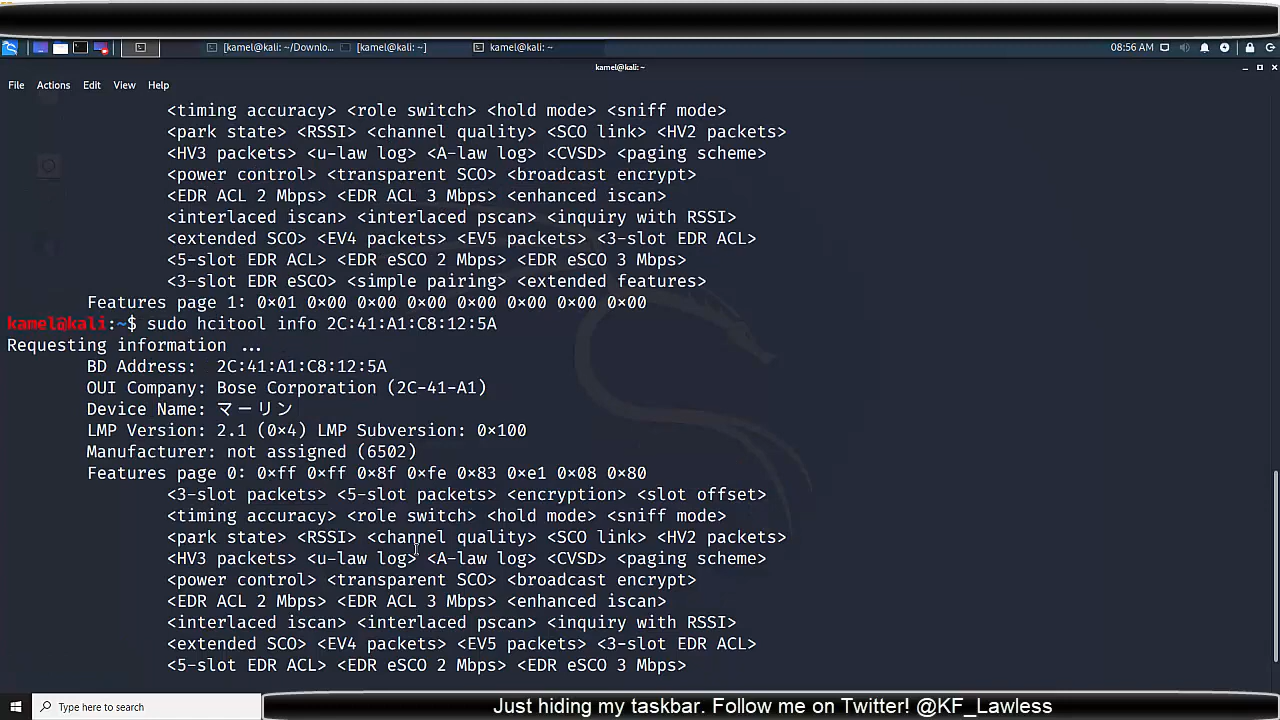 [kamel@kali: ~/Downlo... [kamel@kali: ~] kamel@kali: ~ 08:56 AM
kamel@kali: ~
File Actions Edit View Help
<timing accuracy> <role switch> <hold mode> <sniff mode>
<park state> <RSSI> <channel quality> <SCO link> <HV2 packets>
<HV3 packets> <u-law log> <A-law log> <CVSD> <paging scheme>
<power control> <transparent SCO> <broadcast encrypt>
<EDR ACL 2 Mbps> <EDR ACL 3 Mbps> <enhanced iscan>
<interlaced iscan> <interlaced pscan> <inquiry with RSSI>
<extended SCO> <EV4 packets> <EV5 packets> <3-slot EDR ACL>
<5-slot EDR ACL> <EDR eSCO 2 Mbps> <EDR eSCO 3 Mbps>
<3-slot EDR eSCO> <simple pairing> <extended features>
Features page 1: 0×01 0×00 0×00 0×00 0×00 0×00 0×00 0×00
kamel@kali:~$ sudo hcitool info 2C:41:A1:C8:12:5A
Requesting information ...
BD Address: 2C:41:A1:C8:12:5A
OUI Company: Bose Corporation (2C-41-A1)
Device Name: マーリン
LMP Version: 2.1 (0×4) LMP Subversion: 0×100
Manufacturer: not assigned (6502)
Features page 0: 0×ff 0×ff 0×8f 0×fe 0×83 0×e1 0×08 0×80
<3-slot packets> <5-slot packets> <encryption> <slot offset>
<timing accuracy> <role switch> <hold mode> <sniff mode>
<park state> <RSSI> <channel quality> <SCO link> <HV2 packets>
<HV3 packets> <u-law log> <A-law log> <CVSD> <paging scheme>
<power control> <transparent SCO> <broadcast encrypt>
<EDR ACL 2 Mbps> <EDR ACL 3 Mbps> <enhanced iscan>
<interlaced iscan> <interlaced pscan> <inquiry with RSSI>
<extended SCO> <EV4 packets> <EV5 packets> <3-slot EDR ACL>
<5-slot EDR ACL> <EDR eSCO 2 Mbps> <EDR eSCO 3 Mbps>
Type here to search Just hiding my taskbar. Follow me on Twitter! @KF_Lawless